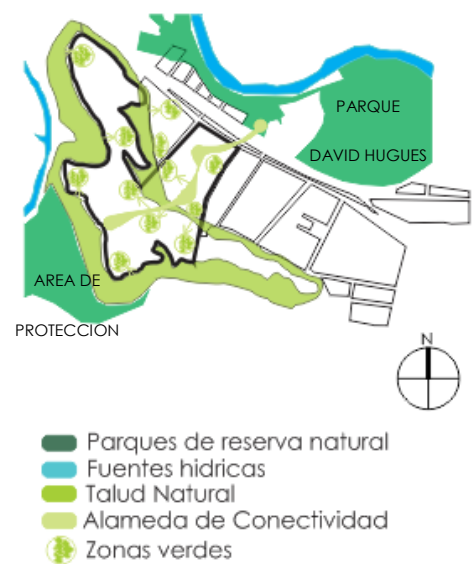 PARQUE
DAVID HUGUES
AREA DE
PROTECCION
N
Parques de reserva natural
Fuentes hidricas
Talud Natural
Alameda de Conectividad
Zonas verdes